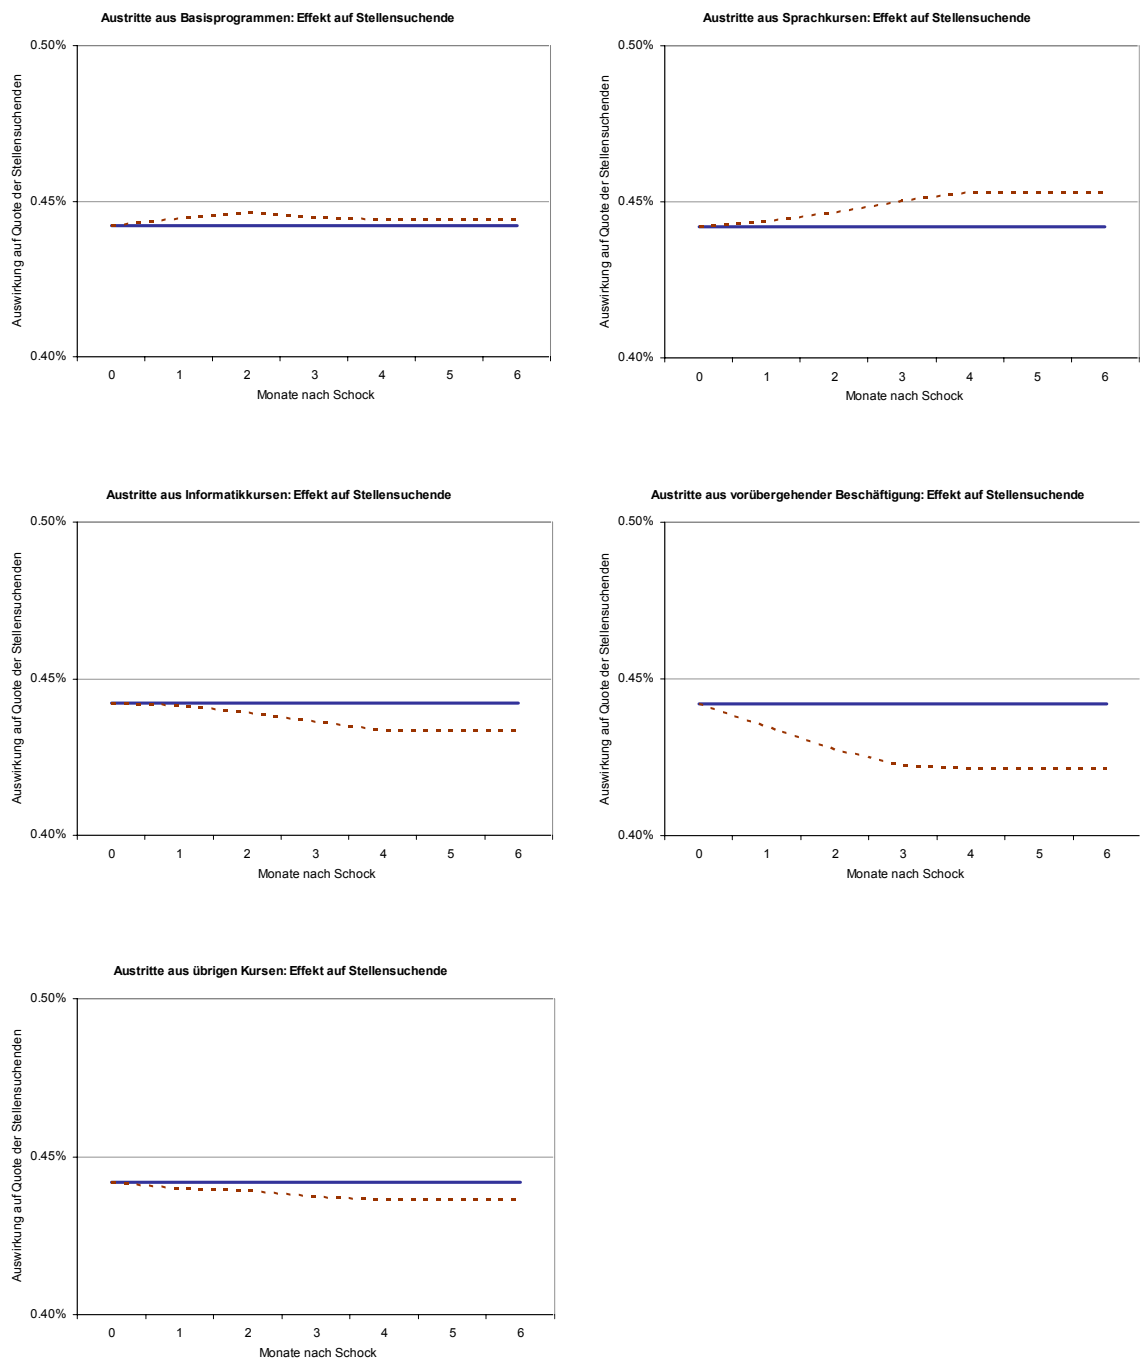 Austritte aus Basisprogrammen: Effekt auf Stellensuchende
Auswirkung auf Quote der Stellensuchenden
0.50%
0.45%
0.40%
0 1 2 3 4 5 6
Monate nach Schock
Austritte aus Sprachkursen: Effekt auf Stellensuchende
Auswirkung auf Quote der Stellensuchenden
0.50%
0.45%
0.40%
0 1 2 3 4 5 6
Monate nach Schock
Austritte aus Informatikkursen: Effekt auf Stellensuchende
Auswirkung auf Quote der Stellensuchenden
0.50%
0.45%
0.40%
0 1 2 3 4 5 6
Monate nach Schock
Austritte aus vorübergehender Beschäftigung: Effekt auf Stellensuchende
Auswirkung auf Quote der Stellensuchenden
0.50%
0.45%
0.40%
0 1 2 3 4 5 6
Monate nach Schock
Austritte aus übrigen Kursen: Effekt auf Stellensuchende
Auswirkung auf Quote der Stellensuchenden
0.50%
0.45%
0.40%
0 1 2 3 4 5 6
Monate nach Schock